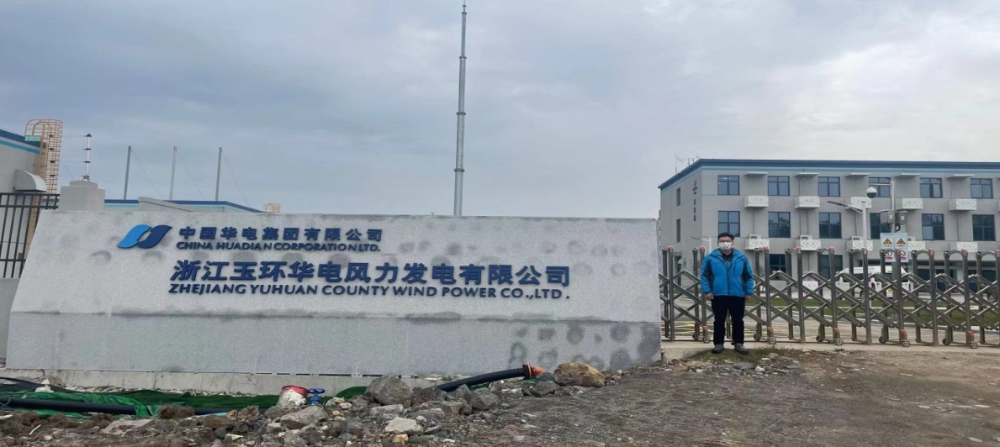 中国华电集团有限公司
CHINA HUADIAN CORPORATION LTD.
浙江玉环华电风力发电有限公司
ZHEJIANG YUHUAN COUNTY WIND POWER CO.,LTD.